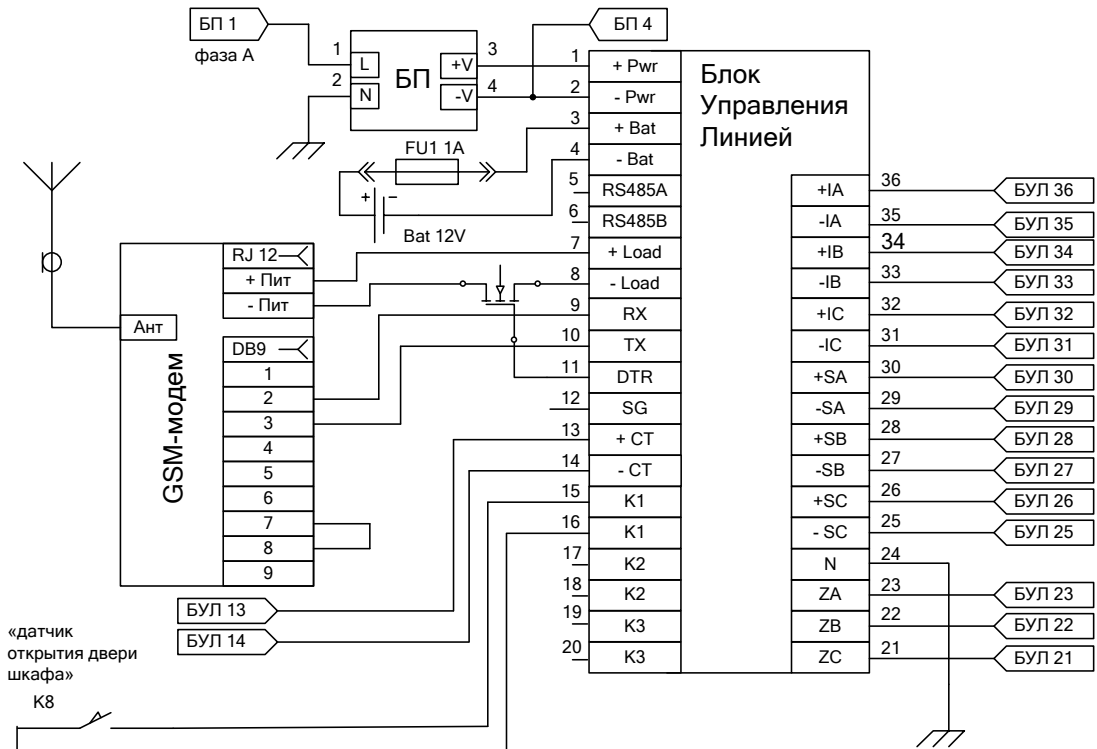 БП 1
фаза А
1
L
2
N
БП
3
+V
4
-V
БП 4
FU1 1A
+
−
Bat 12V
Блок
Управления
Линией
1
+ Pwr
2
- Pwr
3
+ Bat
4
- Bat
5
RS485A
6
RS485B
7
+ Load
8
- Load
9
RX
10
TX
11
DTR
12
SG
13
+ CT
14
- CT
15
K1
16
K1
17
K2
18
K2
19
K3
20
K3
+IA
36
БУЛ 36
-IA
35
БУЛ 35
+IB
34
БУЛ 34
-IB
33
БУЛ 33
+IC
32
БУЛ 32
-IC
31
БУЛ 31
+SA
30
БУЛ 30
-SA
29
БУЛ 29
+SB
28
БУЛ 28
-SB
27
БУЛ 27
+SC
26
БУЛ 26
- SC
25
БУЛ 25
N
24
ZA
23
БУЛ 23
ZB
22
БУЛ 22
ZC
21
БУЛ 21
Ант
GSM-модем
RJ 12
+ Пит
- Пит
DB9
1
2
3
4
5
6
7
8
9
БУЛ 13
БУЛ 14
«датчик
открытия двери
шкафа»
К8